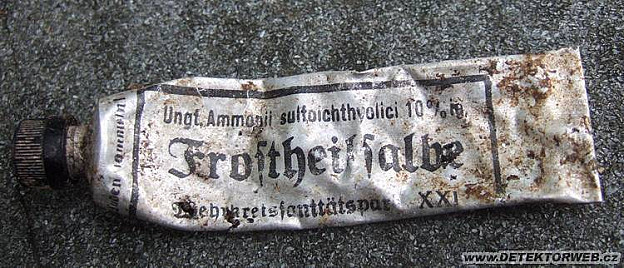 Ungt. Ammonii sulfoichthyolici 10%ig.
Frostheilsalbe
Wehrkreissanitätspark XXI
WWW.DETEKTORWEB.cz